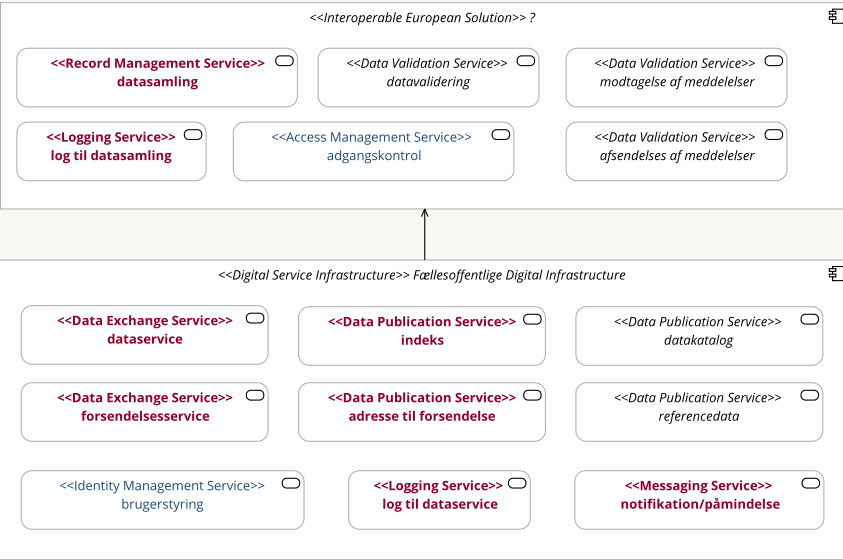 <<Interoperable European Solution>> ?
<<Record Management Service>>
datasamling
<<Data Validation Service>>
datavalidering
<<Data Validation Service>>
modtagelse af meddelelser
<<Logging Service>>
log til datasamling
<<Access Management Service>>
adgangskontrol
<<Data Validation Service>>
afsendelses af meddelelser
<<Digital Service Infrastructure>> Fællesoffentlige Digital Infrastructure
<<Data Exchange Service>>
dataservice
<<Data Publication Service>>
indeks
<<Data Publication Service>>
datakatalog
<<Data Exchange Service>>
forsendelsesservice
<<Data Publication Service>>
adresse til forsendelse
<<Data Publication Service>>
referencedata
<<Identity Management Service>>
brugerstyring
<<Logging Service>>
log til dataservice
<<Messaging Service>>
notifikation/påmindelse